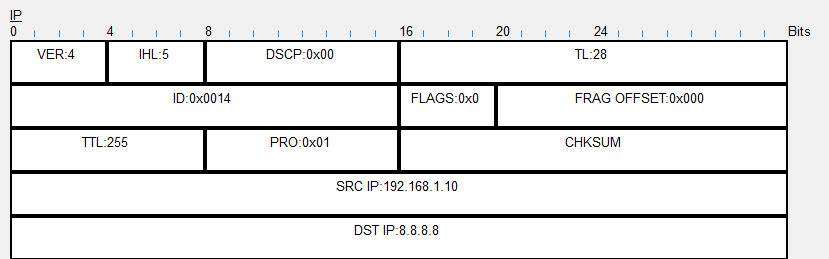 IP
0 4 8 16 20 24 Bits
VER:4 IHL:5 DSCP:0x00 TL:28
ID:0x0014 FLAGS:0x0 FRAG OFFSET:0x000
TTL:255 PRO:0x01 CHKSUM
SRC IP:192.168.1.10
DST IP:8.8.8.8